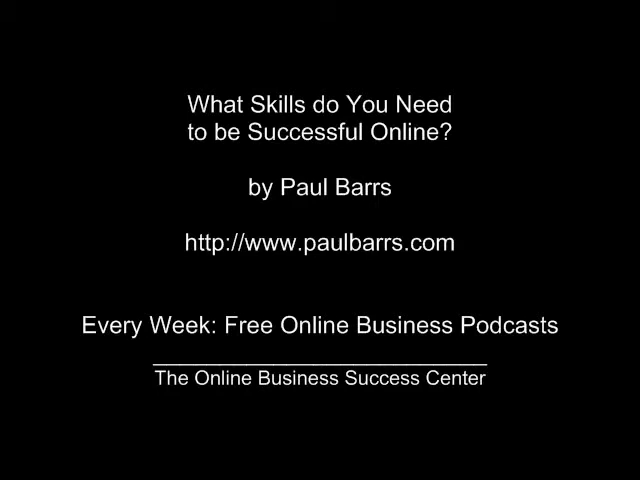 What Skills do You Need
to be Successful Online?
by Paul Barrs
http://www.paulbarrs.com
Every Week: Free Online Business Podcasts
The Online Business Success Center